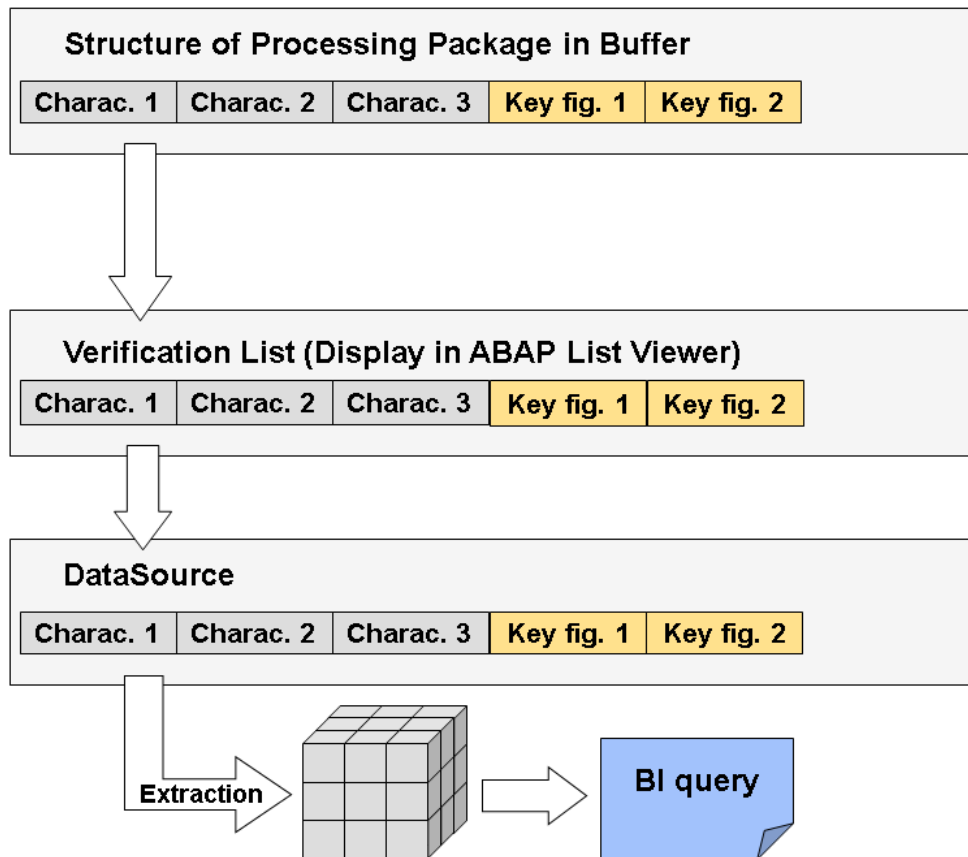 Structure of Processing Package in Buffer
Charac. 1 Charac. 2 Charac. 3 Key fig. 1 Key fig. 2
Verification List (Display in ABAP List Viewer)
Charac. 1 Charac. 2 Charac. 3 Key fig. 1 Key fig. 2
DataSource
Charac. 1 Charac. 2 Charac. 3 Key fig. 1 Key fig. 2
Extraction
BI query